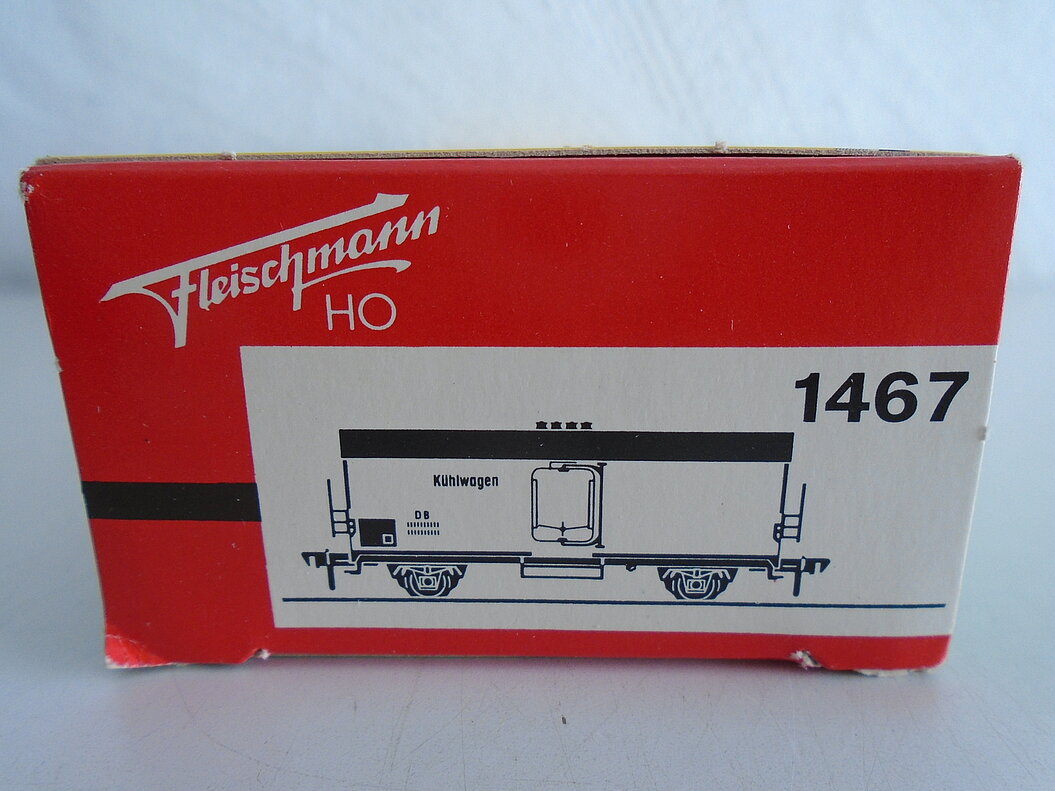 Fleischmann
HO
1467
Kühlwagen
DB